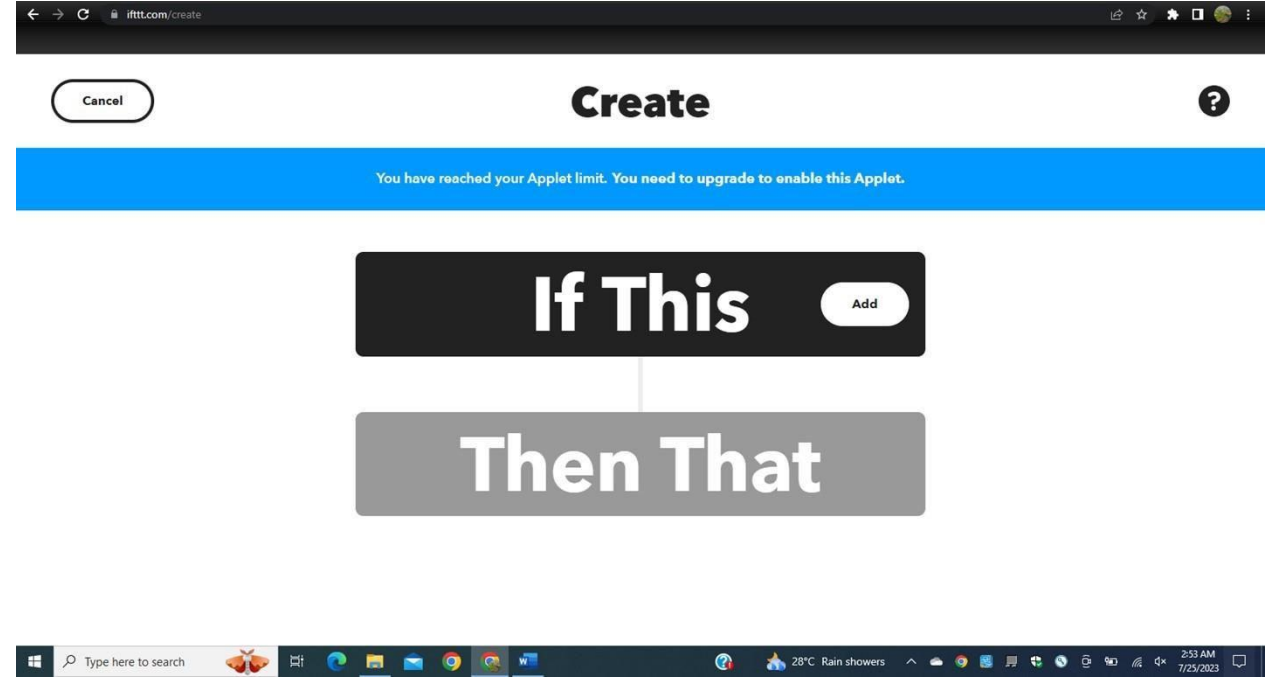 ifttt.com/create
Cancel
Create
?
You have reached your Applet limit. You need to upgrade to enable this Applet.
If This
Add
Then That
Type here to search
28°C Rain showers
2:53 AM
7/25/2023